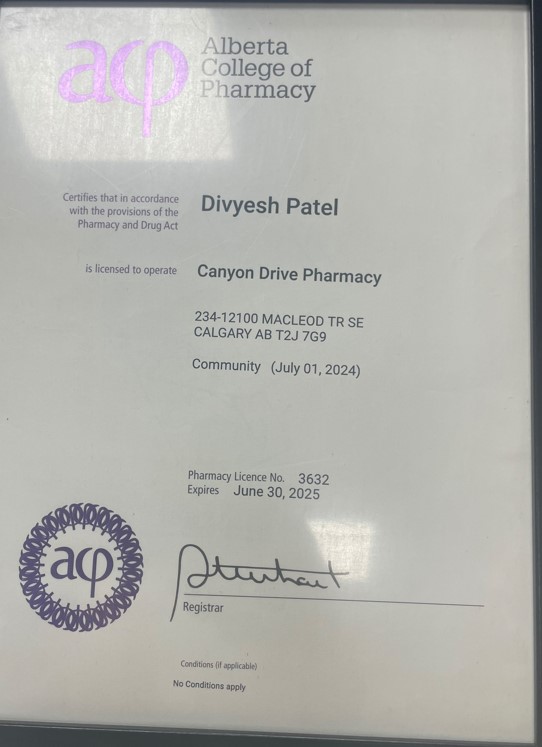 acp
Alberta
College of
Pharmacy
Certifies that in accordance
with the provisions of the
Pharmacy and Drug Act
Divyesh Patel
is licensed to operate
Canyon Drive Pharmacy
234-12100 MACLEOD TR SE
CALGARY AB T2J 7G9
Community (July 01, 2024)
Pharmacy Licence No. 3632
Expires June 30, 2025
acp
Registrar
Conditions (if applicable)
No Conditions apply